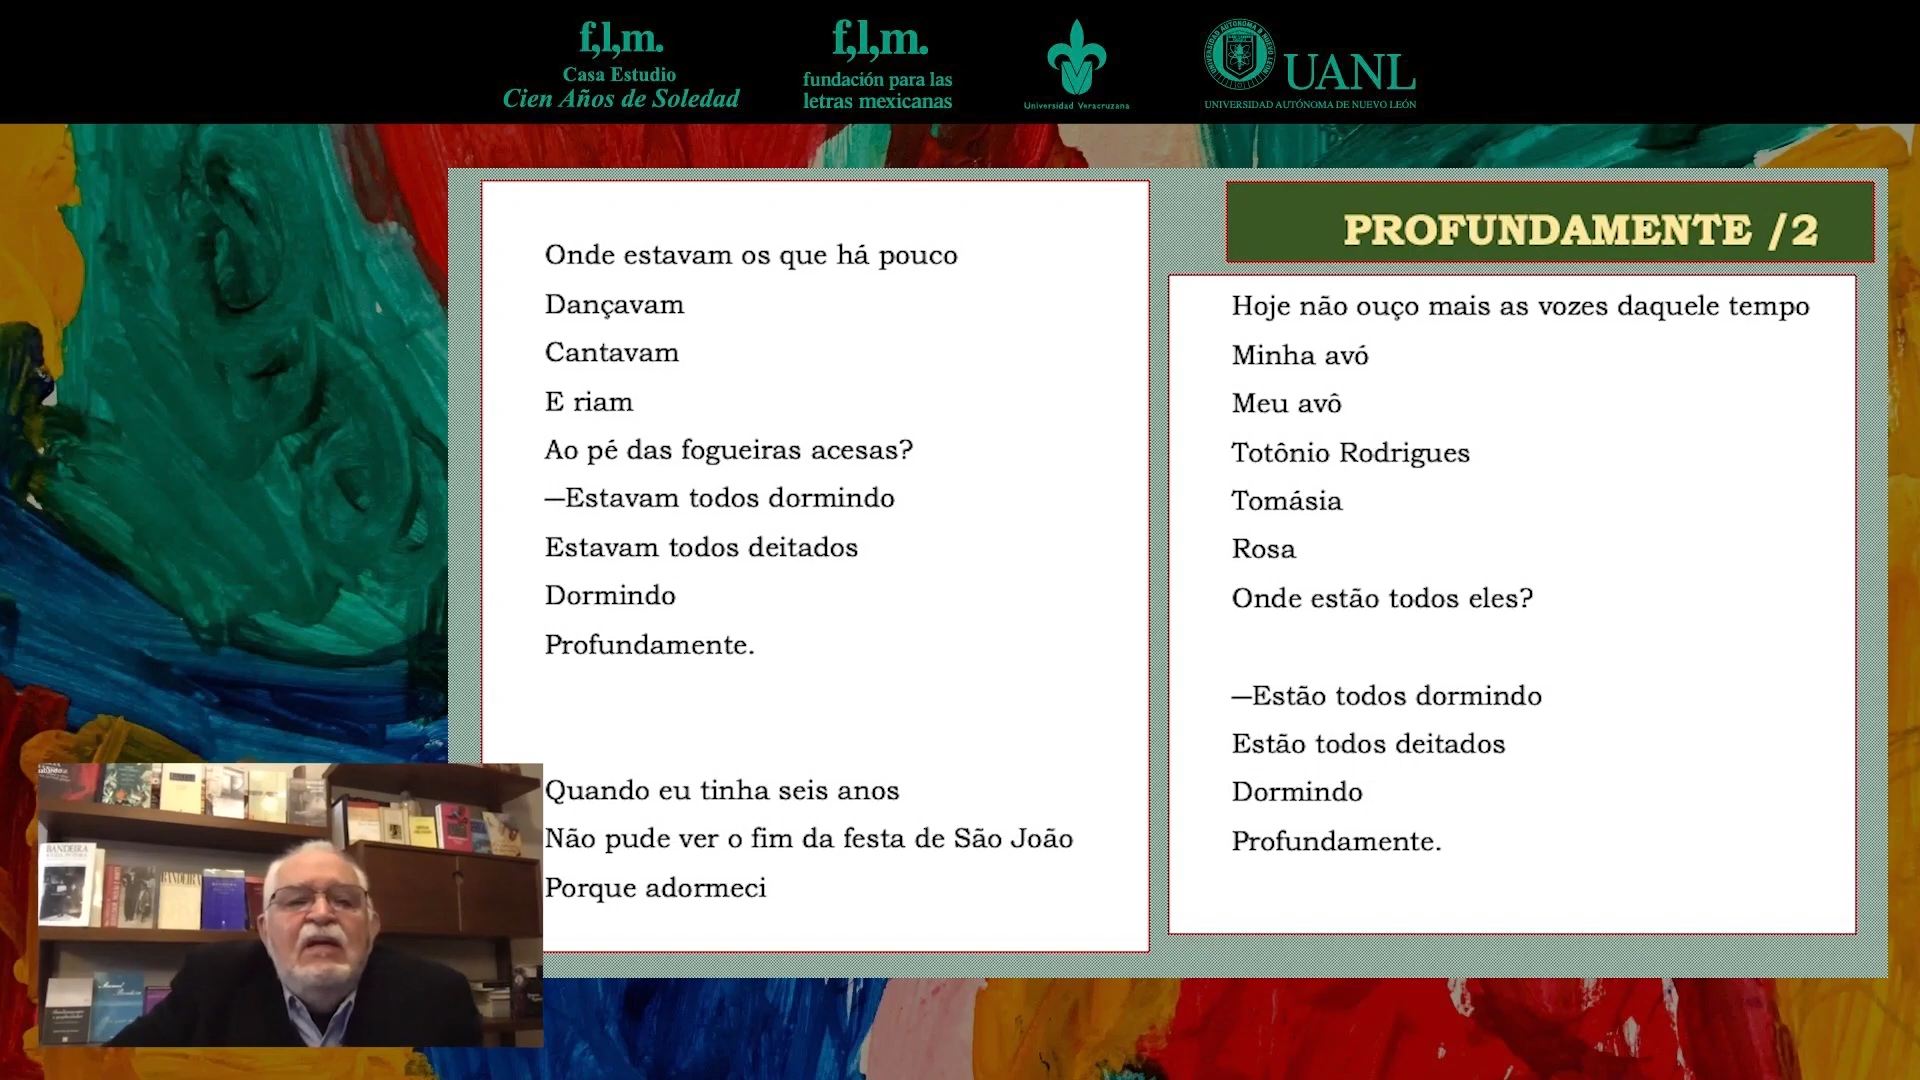 f,l,m.
Casa Estudio
Cien Años de Soledad
f,l,m.
fundación para las
letras mexicanas
Universidad Veracruzana
UANL
UNIVERSIDAD AUTÓNOMA DE NUEVO LEÓN
Onde estavam os que há pouco
Dançavam
Cantavam
E riam
Ao pé das fogueiras acesas?
—Estavam todos dormindo
Estavam todos deitados
Dormindo
Profundamente.
Quando eu tinha seis anos
Não pude ver o fim da festa de São João
Porque adormeci
PROFUNDAMENTE /2
Hoje não ouço mais as vozes daquele tempo
Minha avó
Meu avô
Totônio Rodrigues
Tomásia
Rosa
Onde estão todos eles?
—Estão todos dormindo
Estão todos deitados
Dormindo
Profundamente.
BANDEIRA
BANDEIRA